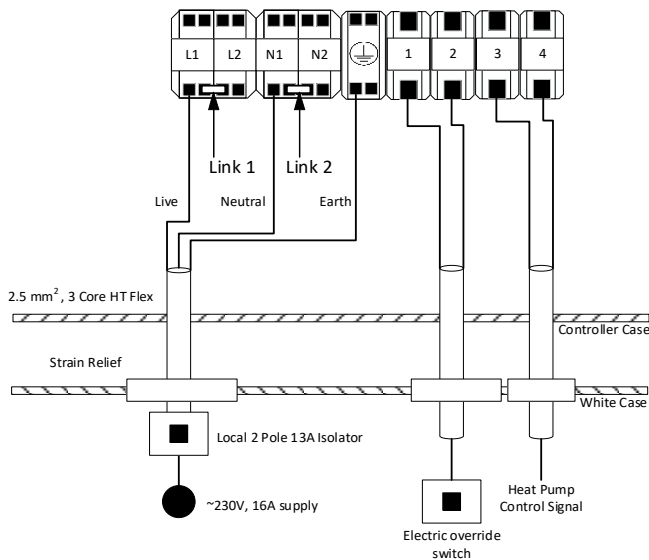 L1 L2 N1 N2 1 2 3 4
Link 1 Link 2
Live Neutral Earth
2.5 mm², 3 Core HT Flex
Controller Case
Strain Relief
White Case
Local 2 Pole 13A Isolator
~230V, 16A supply
Electric override
switch
Heat Pump
Control Signal